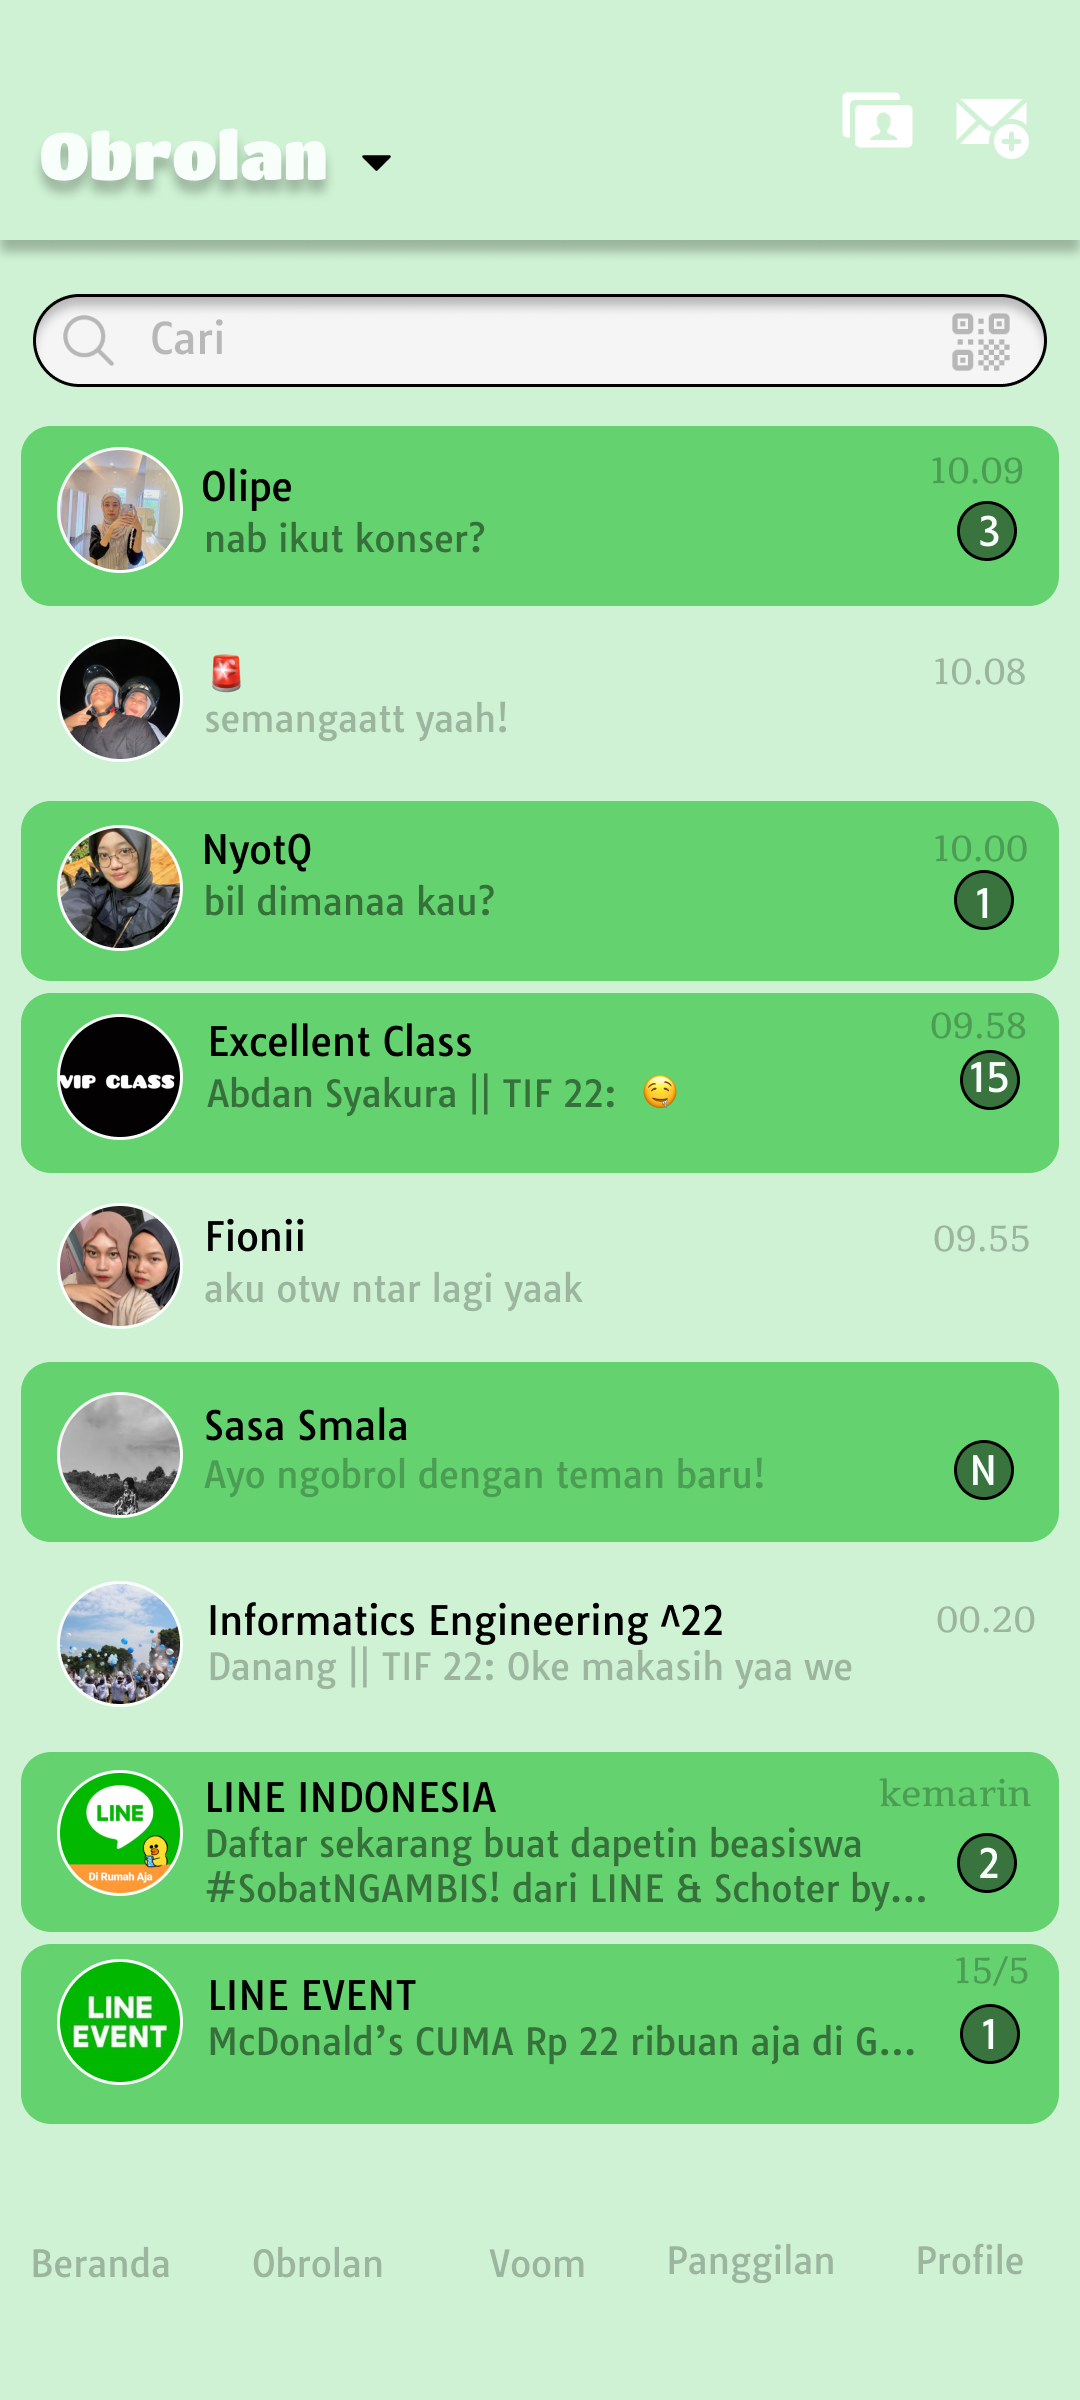 Obrolan
Cari
Olipe
10.09
nab ikut konser?
3
🚨
10.08
semangaatt yaah!
NyotQ
10.00
bil dimanaa kau?
1
VIP CLASS
Excellent Class
09.58
Abdan Syakura || TIF 22: 🤤
15
Fionii
09.55
aku otw ntar lagi yaak
Sasa Smala
Ayo ngobrol dengan teman baru!
N
Informatics Engineering ^22
00.20
Danang || TIF 22: Oke makasih yaa we
LINE
Di Rumah Aja
LINE INDONESIA
kemarin
Daftar sekarang buat dapetin beasiswa
#SobatNGAMBIS! dari LINE & Schoter by...
2
LINE
EVENT
LINE EVENT
15/5
McDonald’s CUMA Rp 22 ribuan aja di G...
1
Beranda
Obrolan
Voom
Panggilan
Profile